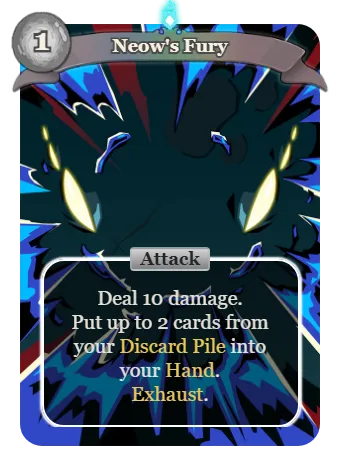 1
Neow's Fury
Attack
Deal 10 damage.
Put up to 2 cards from
your Discard Pile into
your Hand.
Exhaust.